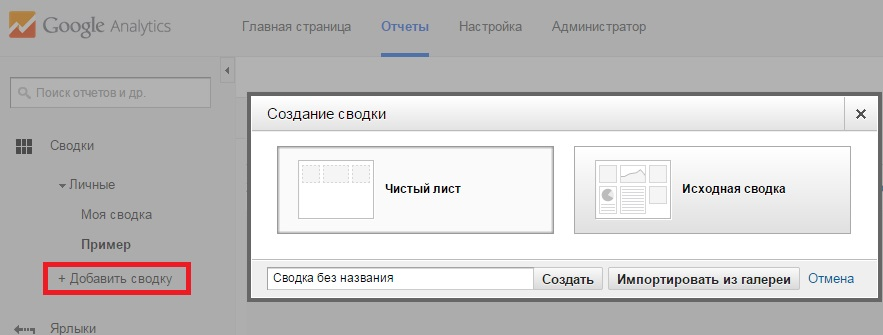 Google Analytics
Главная страница
Отчеты
Настройка
Администратор
Поиск отчетов и др.
Сводки
Личные
Моя сводка
Пример
+ Добавить сводку
Ярлыки
Создание сводки
Чистый лист
Исходная сводка
Сводка без названия
Создать
Импортировать из галереи
Отмена